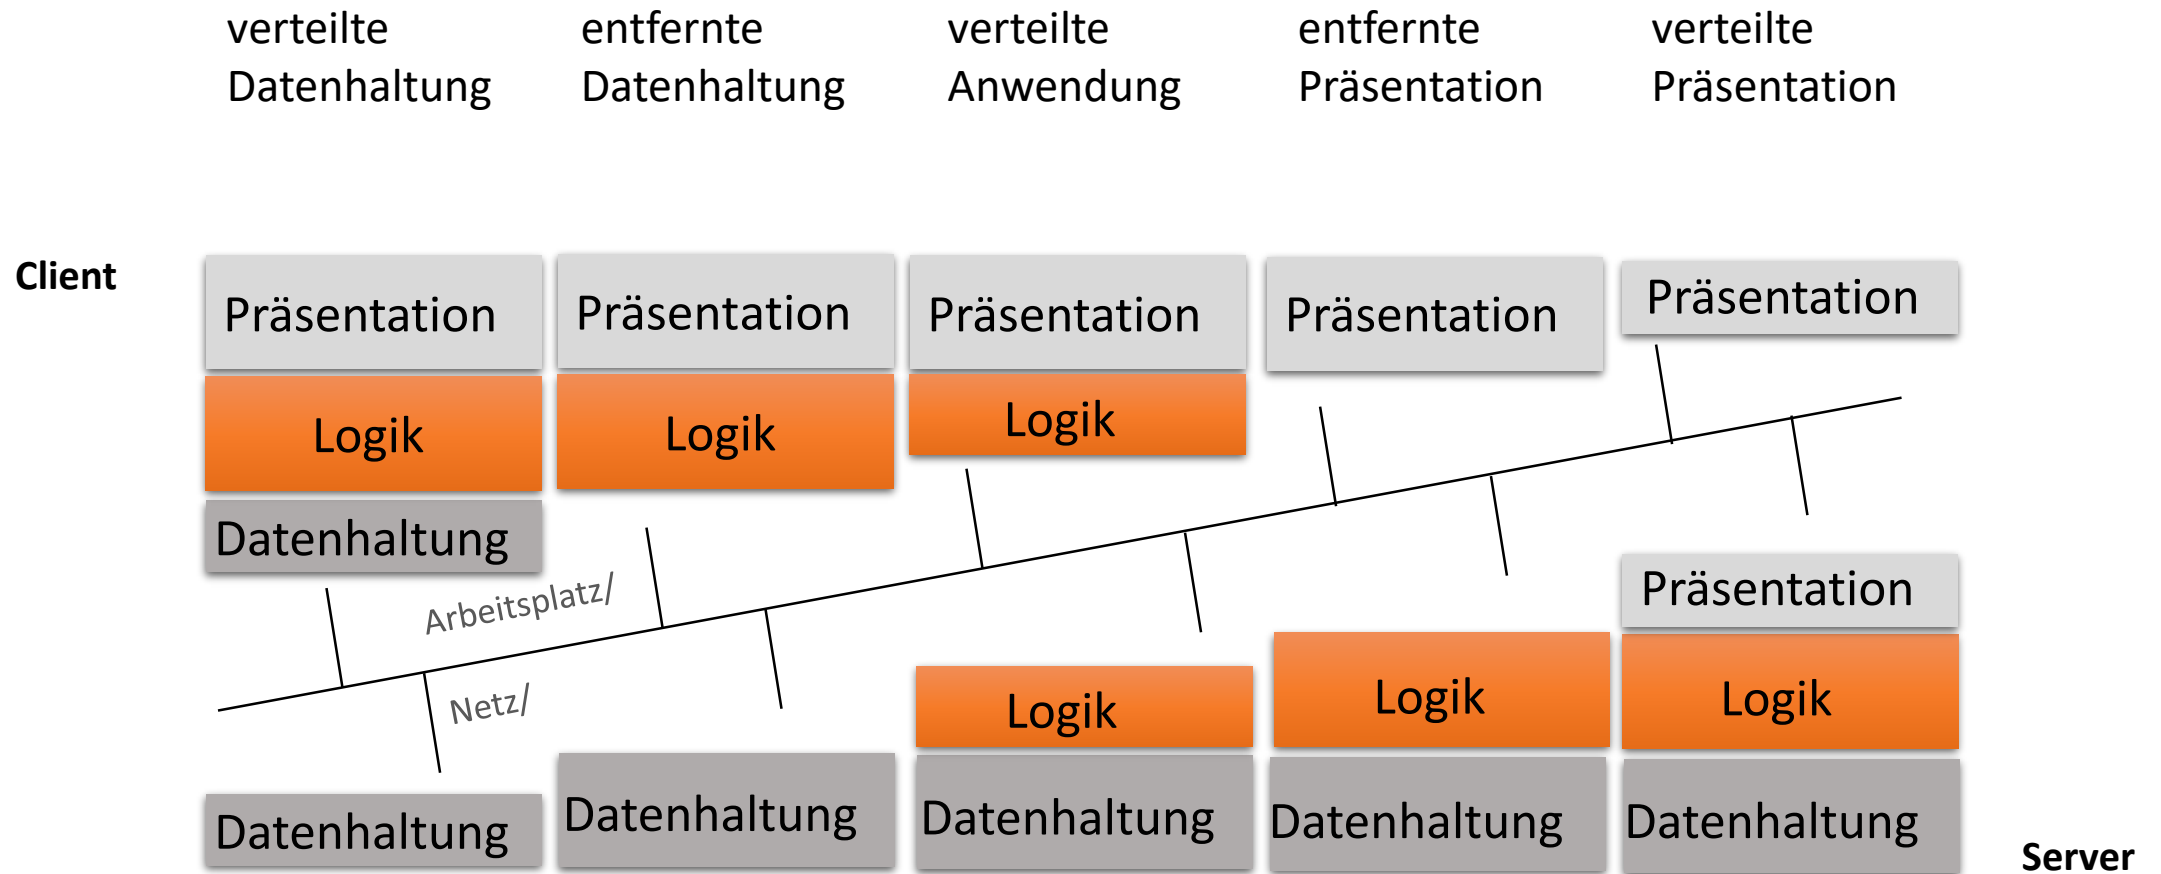 verteilte
Datenhaltung
entfernte
Datenhaltung
verteilte
Anwendung
entfernte
Präsentation
verteilte
Präsentation
Client
Präsentation
Präsentation
Präsentation
Präsentation
Präsentation
Logik
Logik
Logik
Datenhaltung
Arbeitsplatz/
Netz/
Präsentation
Logik
Logik
Logik
Datenhaltung
Datenhaltung
Datenhaltung
Datenhaltung
Datenhaltung
Server